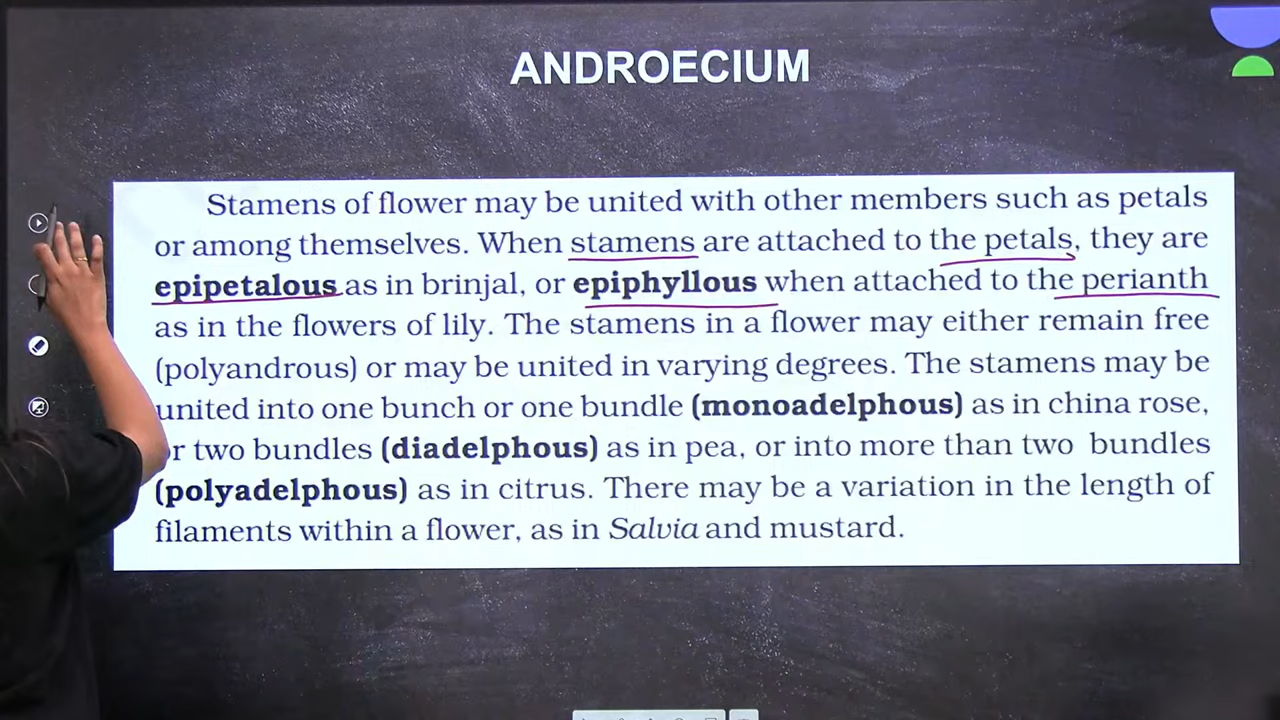 ANDROECIUM
Stamens of flower may be united with other members such as petals
or among themselves. When stamens are attached to the petals, they are
epipetalous as in brinjal, or epiphyllous when attached to the perianth
as in the flowers of lily. The stamens in a flower may either remain free
(polyandrous) or may be united in varying degrees. The stamens may be
united into one bunch or one bundle (monoadelphous) as in china rose,
or two bundles (diadelphous) as in pea, or into more than two bundles
(polyadelphous) as in citrus. There may be a variation in the length of
filaments within a flower, as in Salvia and mustard.